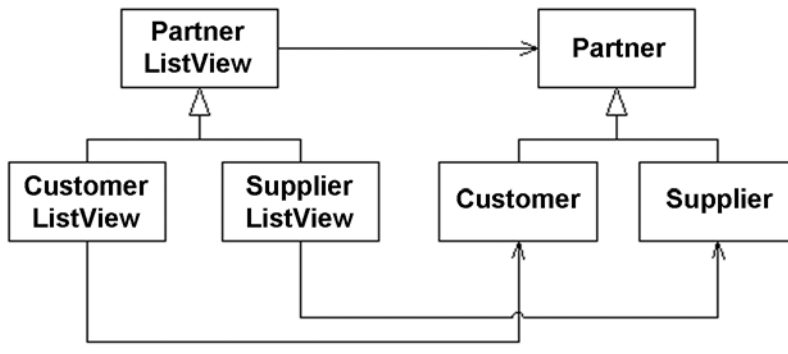 Partner
ListView
Partner
Customer
ListView
Supplier
ListView
Customer
Supplier